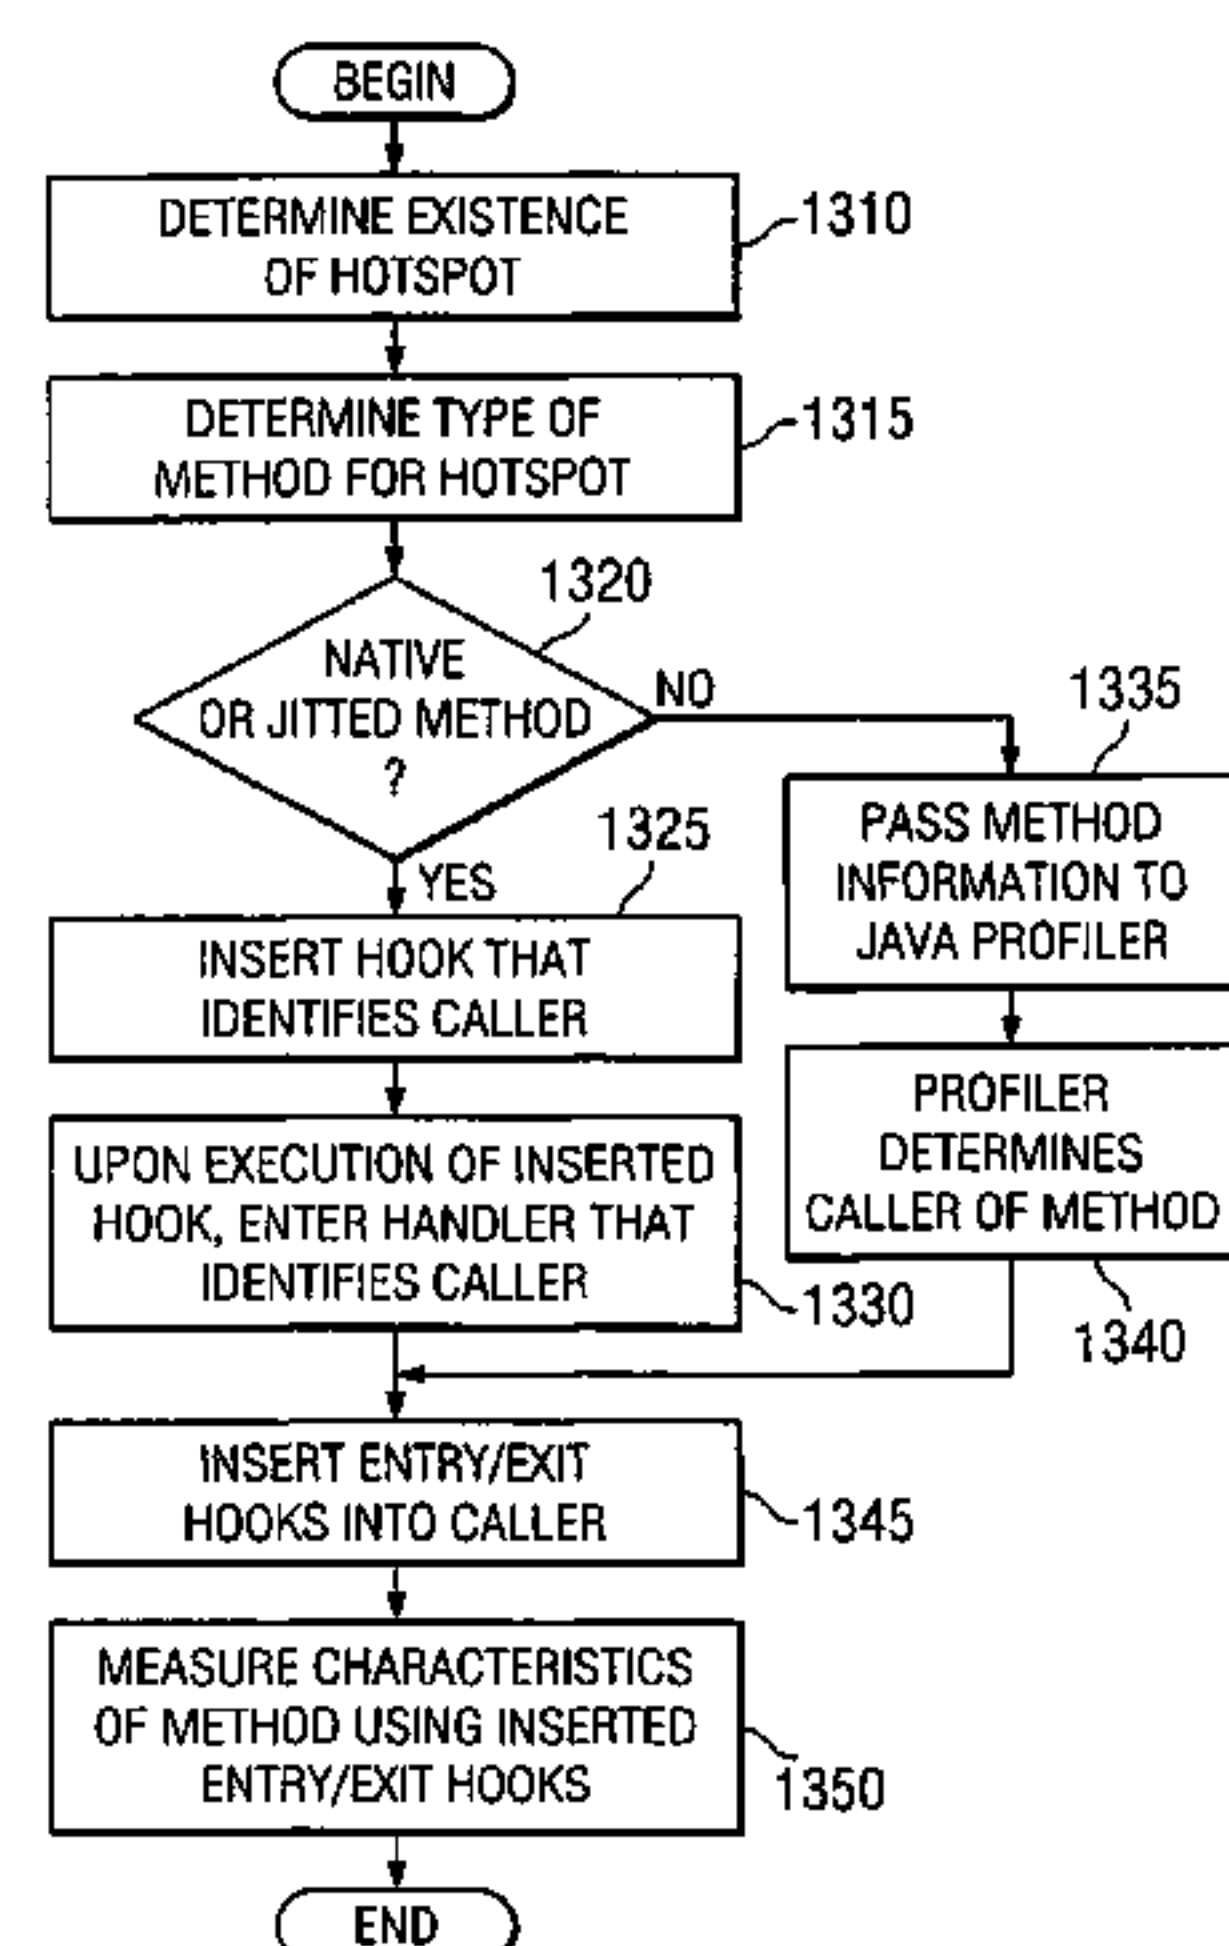 BEGIN
DETERMINE EXISTENCE
OF HOTSPOT
1310
DETERMINE TYPE OF
METHOD FOR HOTSPOT
1315
1320
NATIVE
OR JITTED METHOD
?
NO
YES
1335
PASS METHOD
INFORMATION TO
JAVA PROFILER
1325
INSERT HOOK THAT
IDENTIFIES CALLER
PROFILER
DETERMINES
CALLER OF METHOD
1340
UPON EXECUTION OF INSERTED
HOOK, ENTER HANDLER THAT
IDENTIFIES CALLER
1330
INSERT ENTRY/EXIT
HOOKS INTO CALLER
1345
MEASURE CHARACTERISTICS
OF METHOD USING INSERTED
ENTRY/EXIT HOOKS
1350
END